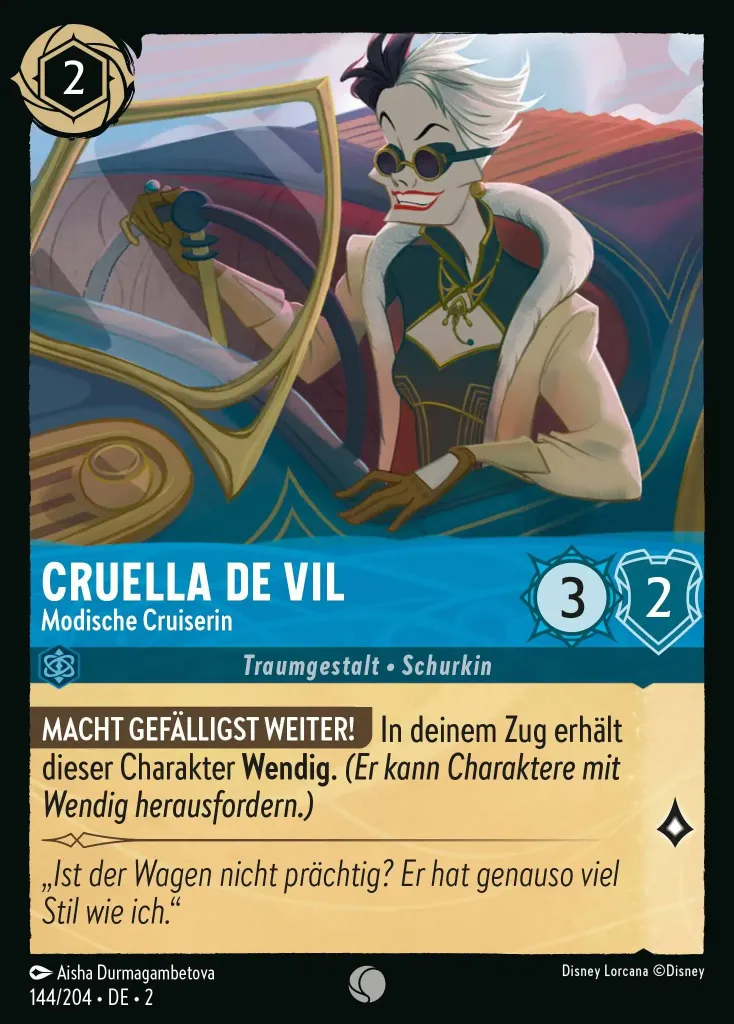 2
CRUELLA DE VIL
Modische Cruiserin
3
2
Traumgestalt • Schurkin
MACHT GEFÄLLIGST WEITER! In deinem Zug erhält
dieser Charakter Wendig. (Er kann Charaktere mit
Wendig herausfordern.)
„Ist der Wagen nicht prächtig? Er hat genauso viel
Stil wie ich.“
Aisha Durmagambetova
Disney Lorcana ©Disney
144/204 • DE • 2